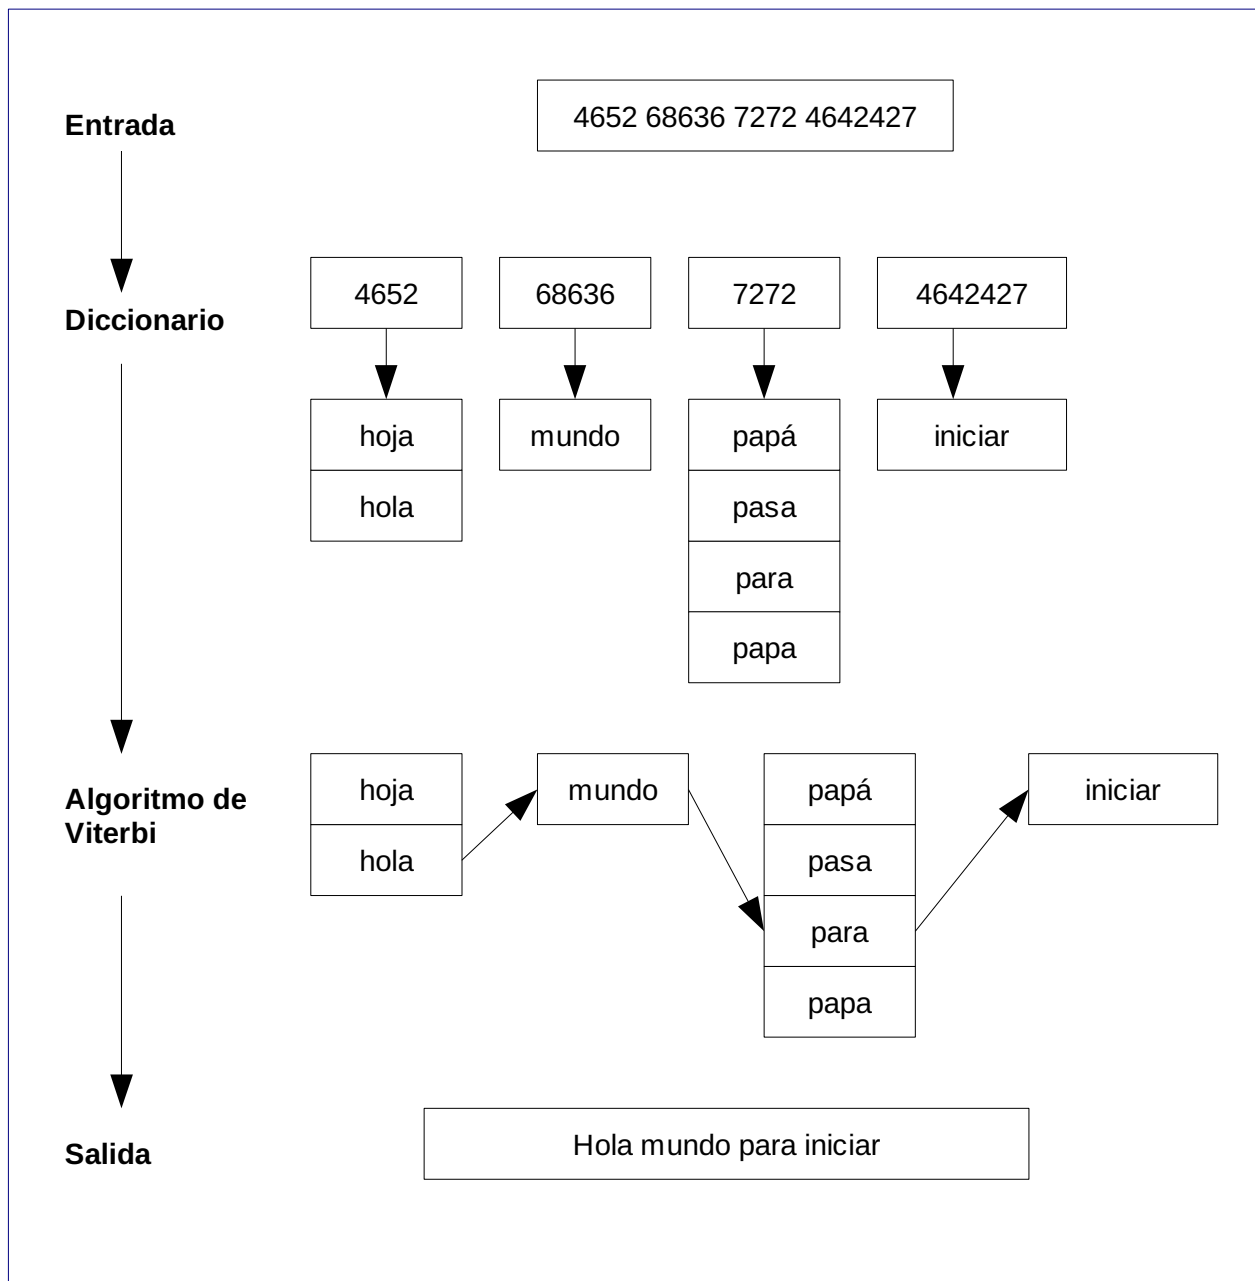 Entrada
4652 68636 7272 4642427
Diccionario
4652
68636
7272
4642427
hoja
mundo
papá
iniciar
hola
pasa
para
papa
Algoritmo de
Viterbi
hoja
mundo
papá
iniciar
hola
pasa
para
papa
Salida
Hola mundo para iniciar